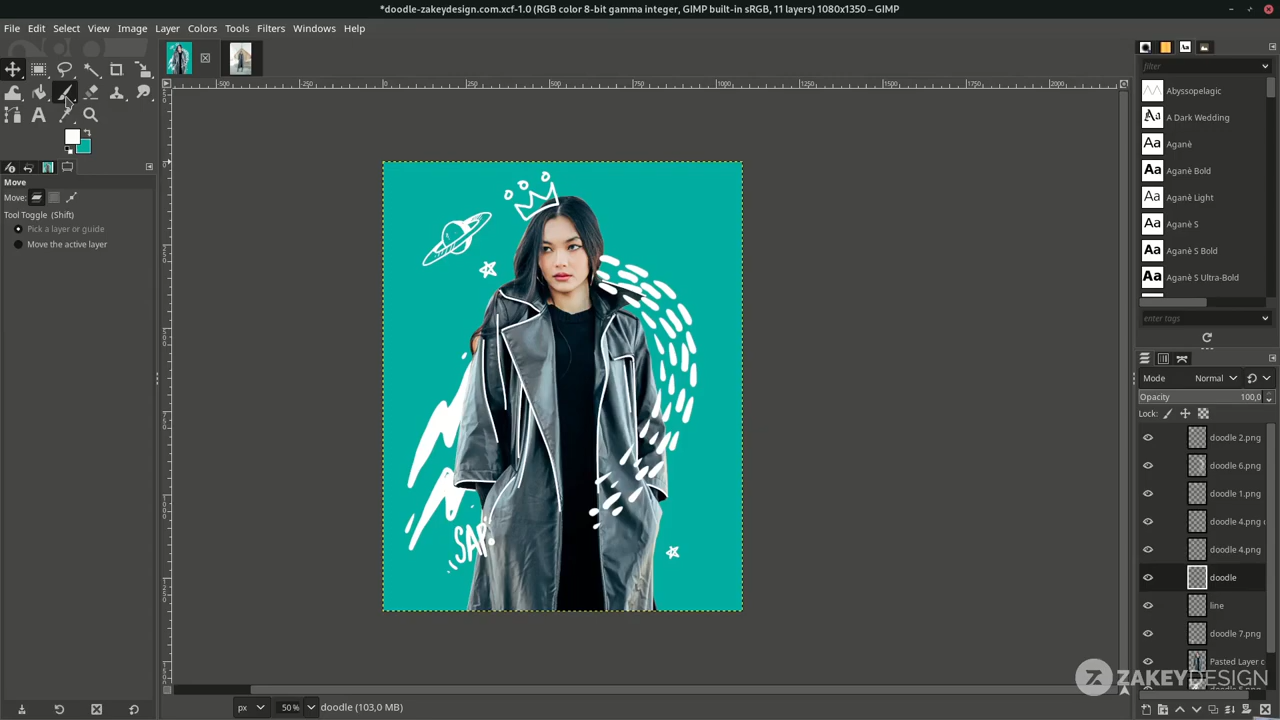 *doodle-zakeydesign.com.xcf-1.0 (RGB color 8-bit gamma integer, GIMP built-in sRGB, 11 layers) 1080x1350 – GIMP
File Edit Select View Image Layer Colors Tools Filters Windows Help
filter
Abyssopelagic
A Dark Wedding
Aganè
Aganè Bold
Aganè Light
Aganè S
Aganè S Bold
Aganè S Ultra-Bold
enter tags
Move
Move:
Tool Toggle (Shift)
Pick a layer or guide
Move the active layer
Mode Normal
Opacity 100,0
Lock:
doodle 2.png
doodle 6.png
doodle 1.png
doodle 4.png
doodle 4.png
doodle
line
doodle 7.png
Pasted Layer
SAP
px 50 % doodle (103,0 MB)
ZAKEYDESIGN